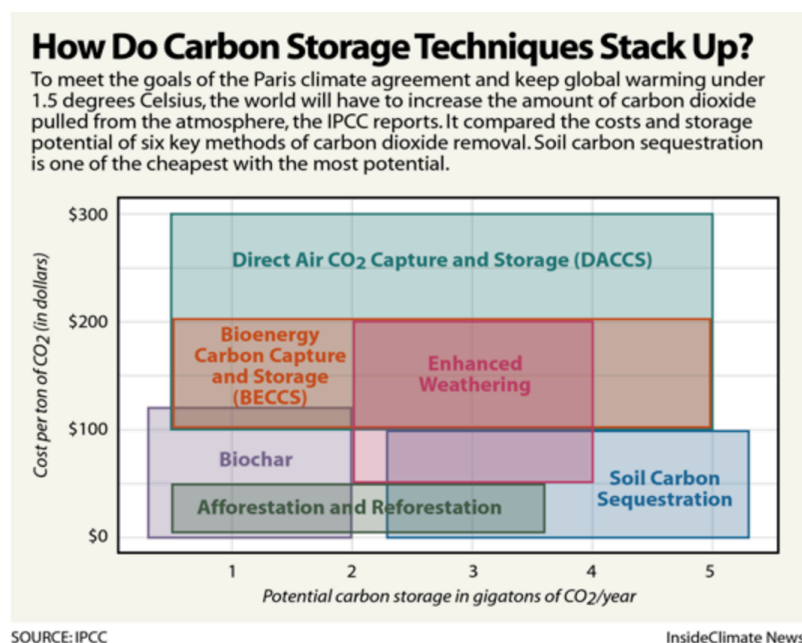 How Do Carbon Storage Techniques Stack Up?
To meet the goals of the Paris climate agreement and keep global warming under
1.5 degrees Celsius, the world will have to increase the amount of carbon dioxide
pulled from the atmosphere, the IPCC reports. It compared the costs and storage
potential of six key methods of carbon dioxide removal. Soil carbon sequestration
is one of the cheapest with the most potential.
Cost per ton of CO2 (in dollars)
$300
$200
$100
$0
Direct Air CO2 Capture and Storage (DACCS)
Bioenergy
Carbon Capture
and Storage
(BECCS)
Enhanced
Weathering
Biochar
Soil Carbon
Sequestration
Afforestation and Reforestation
1 2 3 4 5
Potential carbon storage in gigatons of CO2/year
SOURCE: IPCC
InsideClimate News